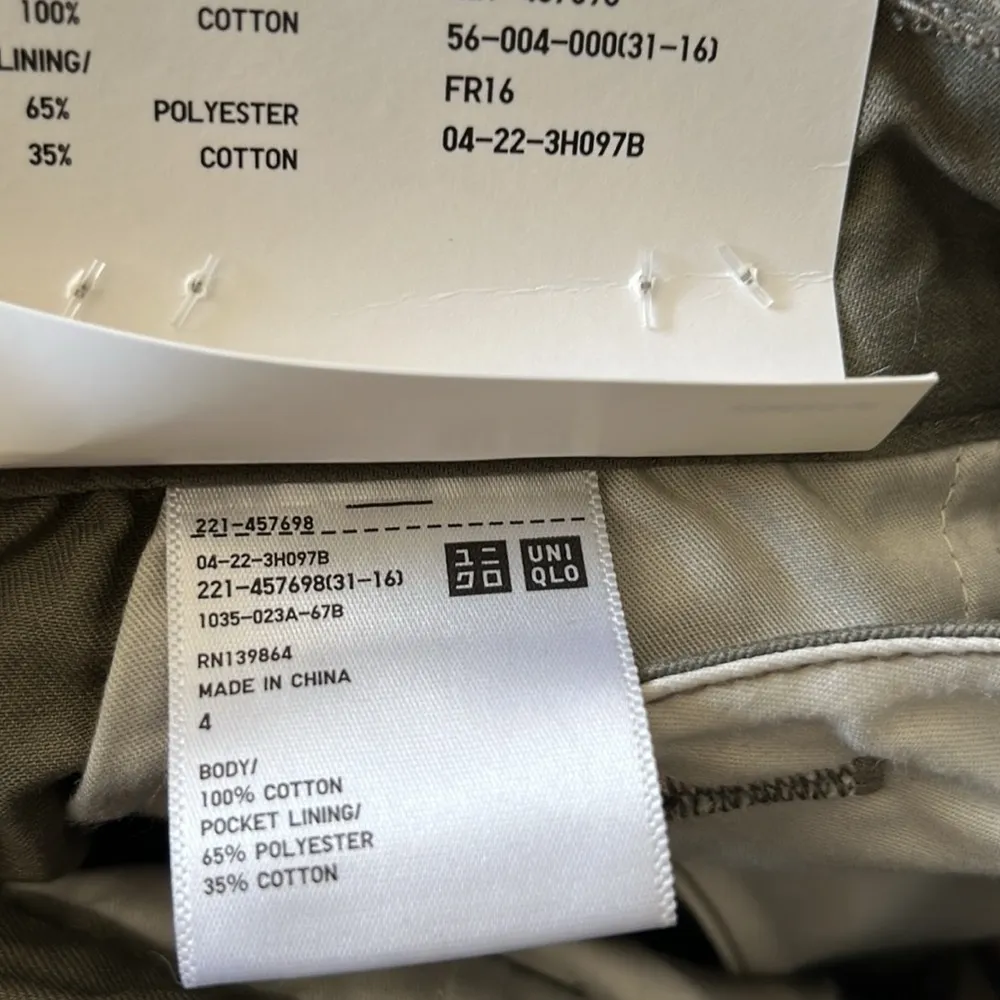 100% COTTON
LINING/
65% POLYESTER
35% COTTON
56-004-000(31-16)
FR16
04-22-3H097B
221-457698
04-22-3H097B
221-457698(31-16)
1035-023A-67B
ユニ
クロ
UNI
QLO
RN139864
MADE IN CHINA
4
BODY/
100% COTTON
POCKET LINING/
65% POLYESTER
35% COTTON